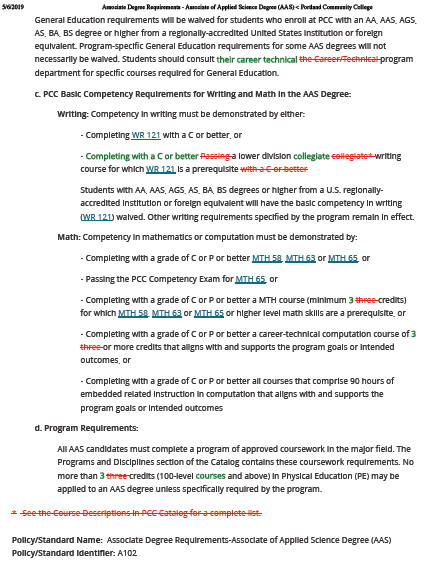 5/6/2019 Associate Degree Requirements - Associate of Applied Science Degree (AAS) < Portland Community College
General Education requirements will be waived for students who enroll at PCC with an AA, AAS, AGS,
AS, BA, BS degree or higher from a regionally-accredited United States institution or foreign
equivalent. Program-specific General Education requirements for some AAS degrees will not
necessarily be waived. Students should consult their career technical the Career/Technical program
department for specific courses required for General Education.
c. PCC Basic Competency Requirements for Writing and Math in the AAS Degree:
Writing: Competency in writing must be demonstrated by either:
- Completing WR 121 with a C or better, or
- Completing with a C or better Passing a lower division collegiate collegiate* writing
course for which WR 121 is a prerequisite with a C or better
Students with AA, AAS, AGS, AS, BA, BS degrees or higher from a U.S. regionally-
accredited institution or foreign equivalent will have the basic competency in writing
(WR 121) waived. Other writing requirements specified by the program remain in effect.
Math: Competency in mathematics or computation must be demonstrated by:
- Completing with a grade of C or P or better MTH 58, MTH 63 or MTH 65, or
- Passing the PCC Competency Exam for MTH 65, or
- Completing with a grade of C or P or better a MTH course (minimum 3 three credits)
for which MTH 58, MTH 63 or MTH 65 or higher level math skills are a prerequisite, or
- Completing with a grade of C or P or better a career-technical computation course of 3
three or more credits that aligns with and supports the program goals or intended
outcomes, or
- Completing with a grade of C or P or better all courses that comprise 90 hours of
embedded related instruction in computation that aligns with and supports the
program goals or intended outcomes
d. Program Requirements:
All AAS candidates must complete a program of approved coursework in the major field. The
Programs and Disciplines section of the Catalog contains these coursework requirements. No
more than 3 three credits (100-level courses and above) in Physical Education (PE) may be
applied to an AAS degree unless specifically required by the program.
* See the Course Descriptions in PCC Catalog for a complete list.
Policy/Standard Name: Associate Degree Requirements-Associate of Applied Science Degree (AAS)
Policy/Standard Identifier: A102